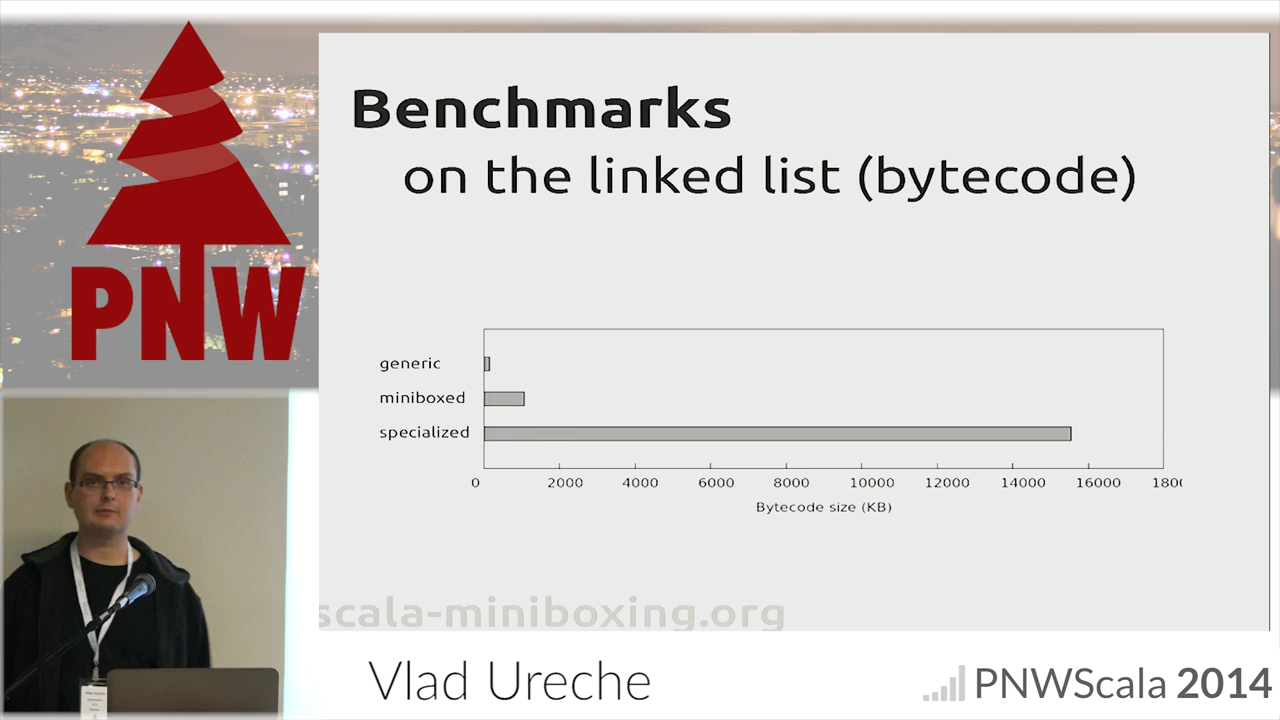 PNW
Benchmarks
on the linked list (bytecode)
generic
miniboxed
specialized
0 2000 4000 6000 8000 10000 12000 14000 16000 1800
Bytecode size (KB)
scala-miniboxing.org
Vlad Ureche
PNWScala 2014